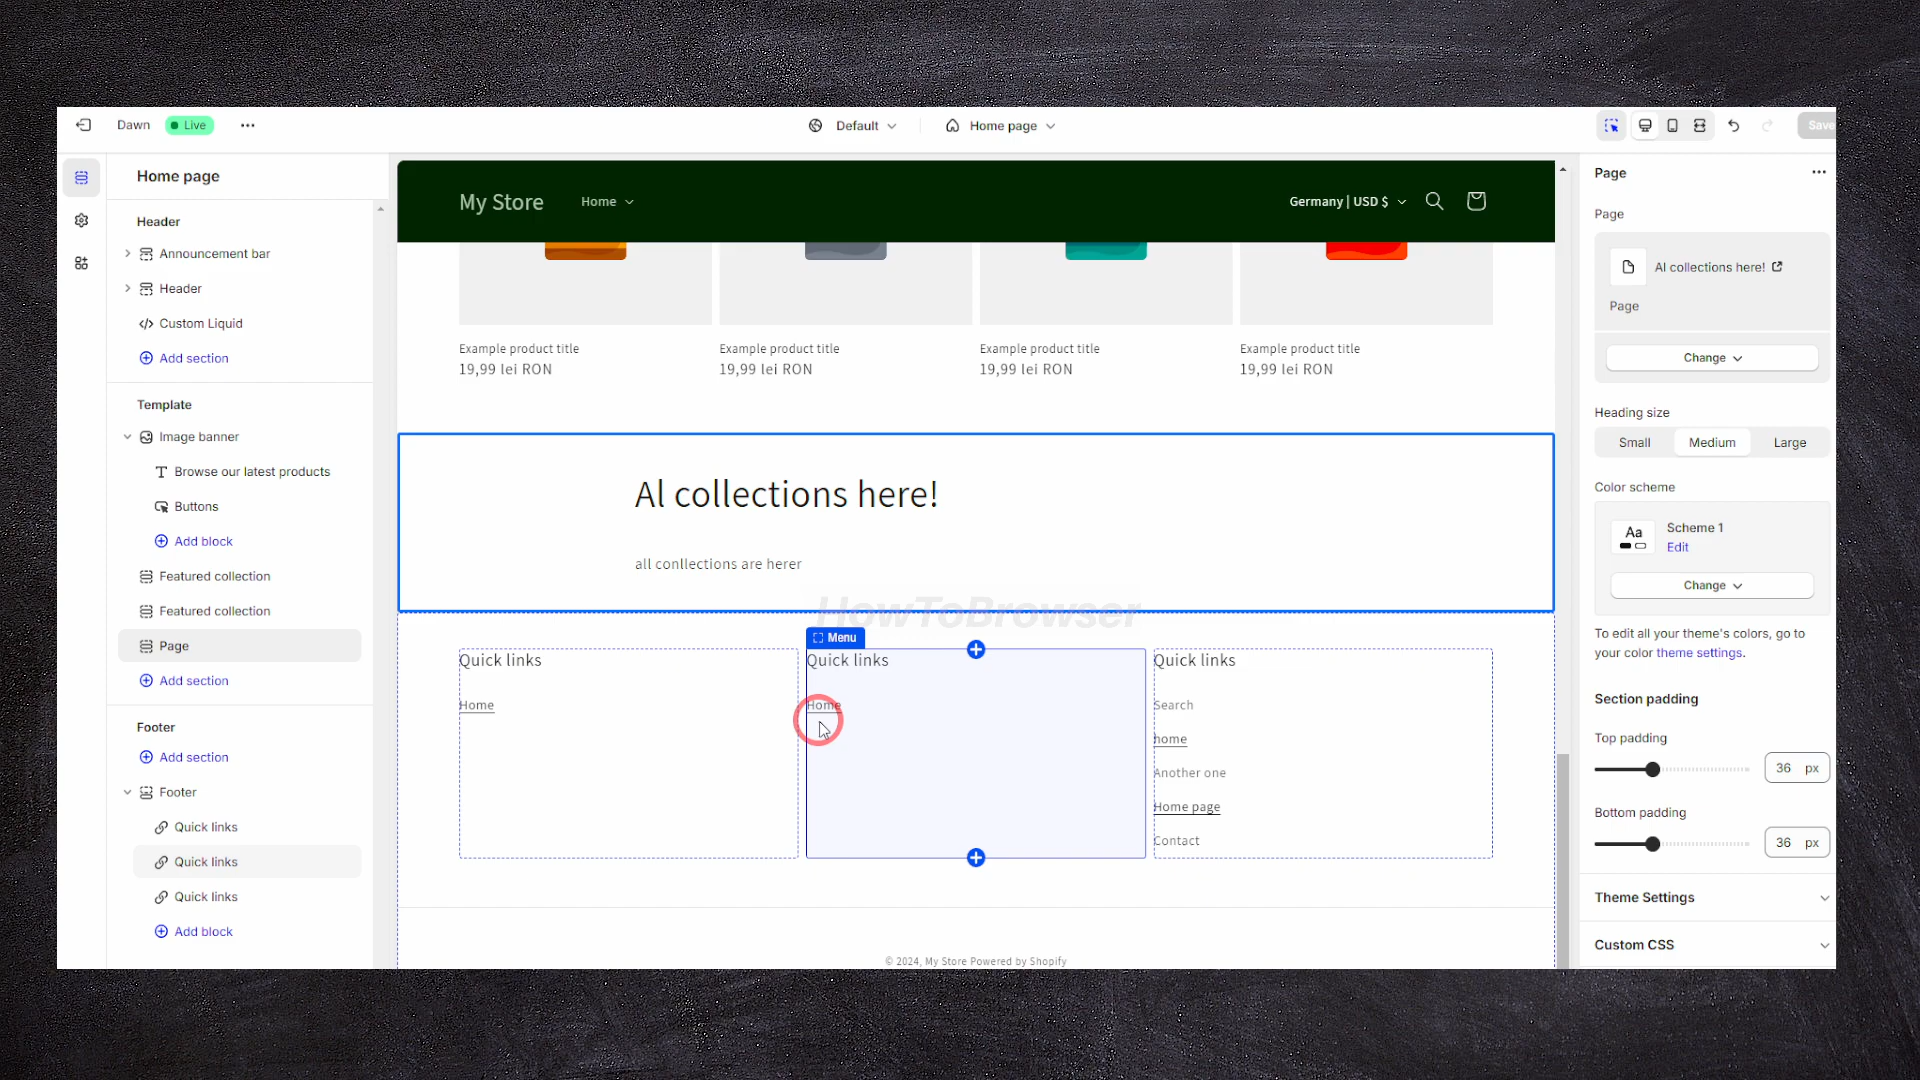 Dawn
Live
Default
Home page
Save
Home page
Header
Announcement bar
Header
Custom Liquid
Add section
Template
Image banner
Browse our latest products
Buttons
Add block
Featured collection
Featured collection
Page
Add section
Footer
Add section
Footer
Quick links
Quick links
Quick links
Add block
My Store
Home
Germany | USD $
Example product title
19,99 lei RON
Example product title
19,99 lei RON
Example product title
19,99 lei RON
Example product title
19,99 lei RON
Al collections here!
all conllections are herer
HowToBrowser
Menu
Quick links
Home
Quick links
Home
Quick links
Search
home
Another one
Home page
Contact
© 2024, My Store Powered by Shopify
Page
Page
Al collections here!
Page
Change
Heading size
Small Medium Large
Color scheme
Aa
Scheme 1
Edit
Change
To edit all your theme's colors, go to
your color theme settings.
Section padding
Top padding
36 px
Bottom padding
36 px
Theme Settings
Custom CSS